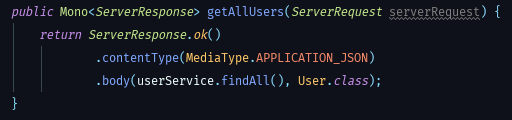 public Mono<ServerResponse> getAllUsers(ServerRequest serverRequest) {
    return ServerResponse.ok()
            .contentType(MediaType.APPLICATION_JSON)
            .body(userService.findAll(), User.class);
}